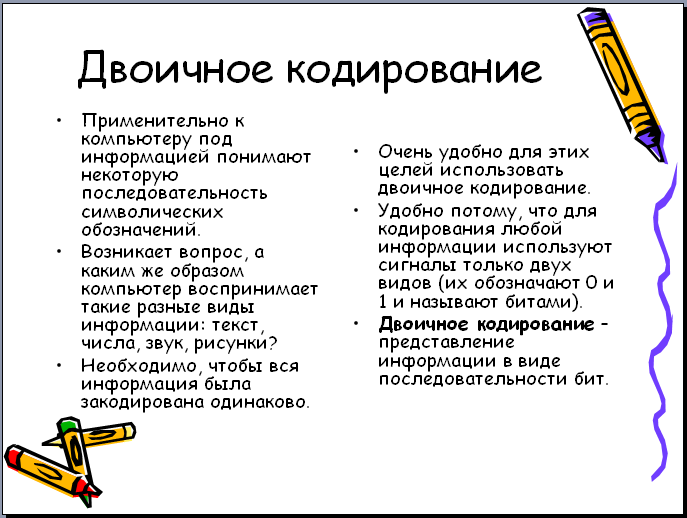 Двоичное кодирование
• Применительно к
компьютеру под
информацией понимают
некоторую
последовательность
символических
обозначений.
• Возникает вопрос, а
каким же образом
компьютер воспринимает
такие разные виды
информации: текст,
числа, звук, рисунки?
• Необходимо, чтобы вся
информация была
закодирована одинаково.
• Очень удобно для этих
целей использовать
двоичное кодирование.
• Удобно потому, что для
кодирования любой
информации используют
сигналы только двух
видов (их обозначают 0 и
1 и называют битами).
• Двоичное кодирование –
представление
информации в виде
последовательности бит.